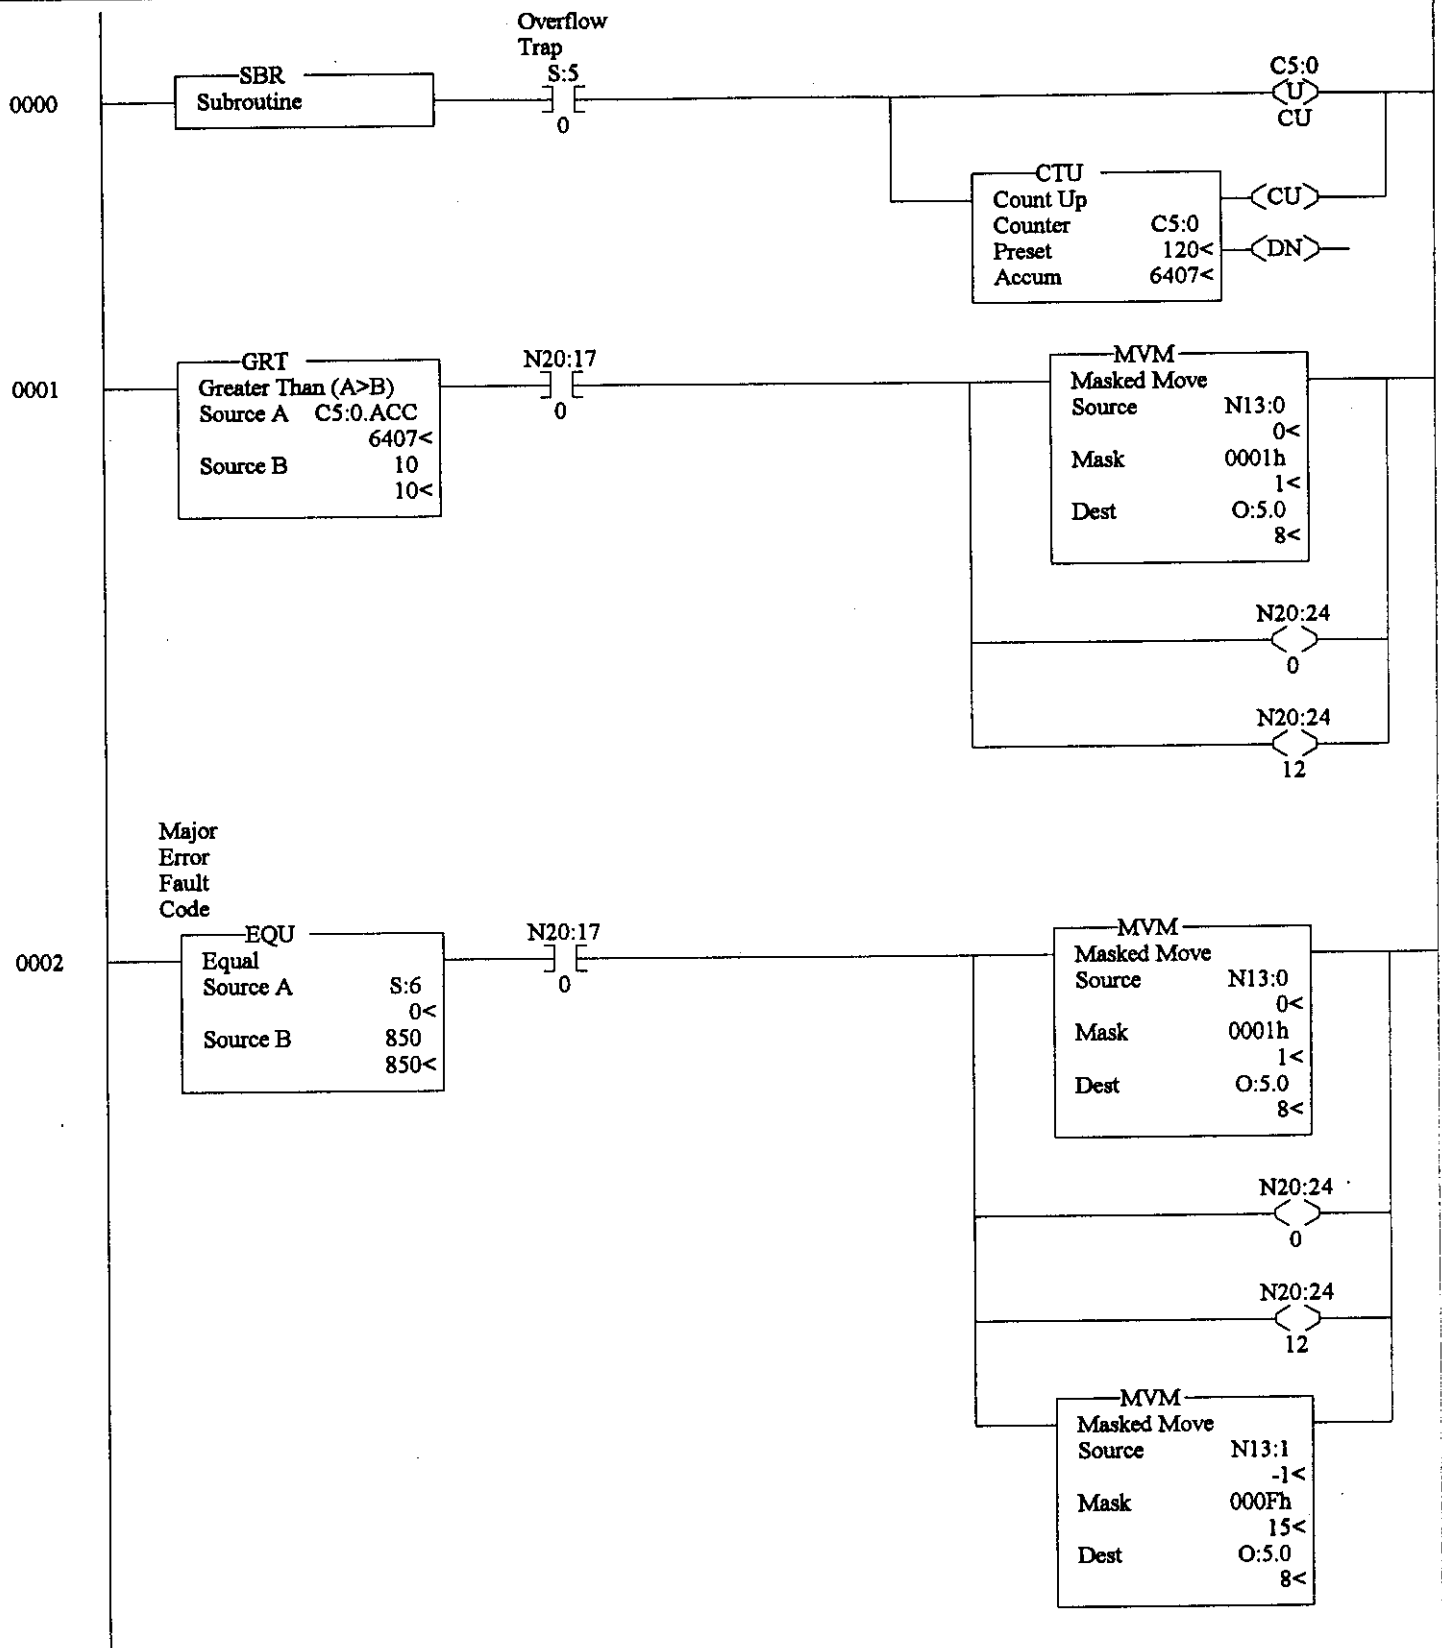 Overflow
Trap
S:5
0
0000
SBR
Subroutine
C5:0
U
CU
CTU
Count Up
Counter C5:0
Preset 120<
Accum 6407<
CU
DN
0001
GRT
Greater Than (A>B)
Source A C5:0.ACC
6407<
Source B 10
10<
N20:17
0
MVM
Masked Move
Source N13:0
0<
Mask 0001h
1<
Dest O:5.0
8<
N20:24
0
N20:24
12
Major
Error
Fault
Code
0002
EQU
Equal
Source A S:6
0<
Source B 850
850<
N20:17
0
MVM
Masked Move
Source N13:0
0<
Mask 0001h
1<
Dest O:5.0
8<
N20:24
0
N20:24
12
MVM
Masked Move
Source N13:1
-1<
Mask 000Fh
15<
Dest O:5.0
8<